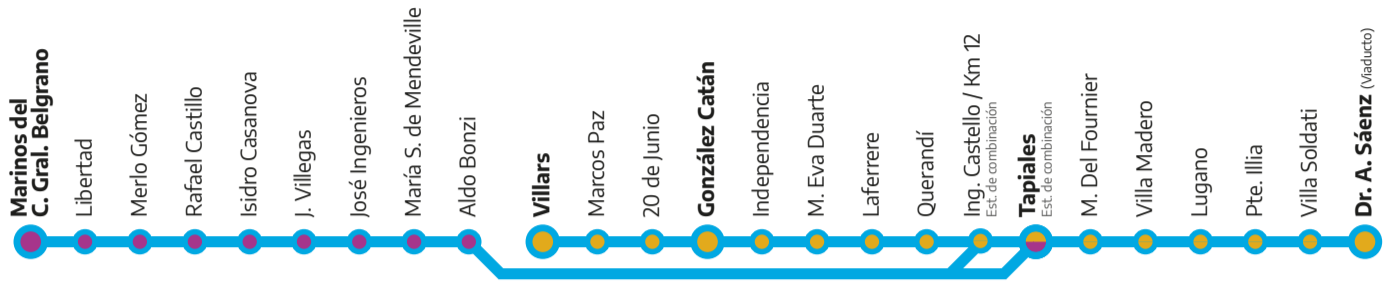 Marinos del
C. Gral. Belgrano
Libertad
Merlo Gómez
Rafael Castillo
Isidro Casanova
J. Villegas
José Ingenieros
María S. de Mendeville
Aldo Bonzi
Villars
Marcos Paz
20 de Junio
González Catán
Independencia
M. Eva Duarte
Laferrere
Querandí
Ing. Castello / Km 12
Est. de combinación
Tapiales
Est. de combinación
M. Del Fournier
Villa Madero
Lugano
Pte. Illia
Villa Soldati
Dr. A. Sáenz (Viaducto)